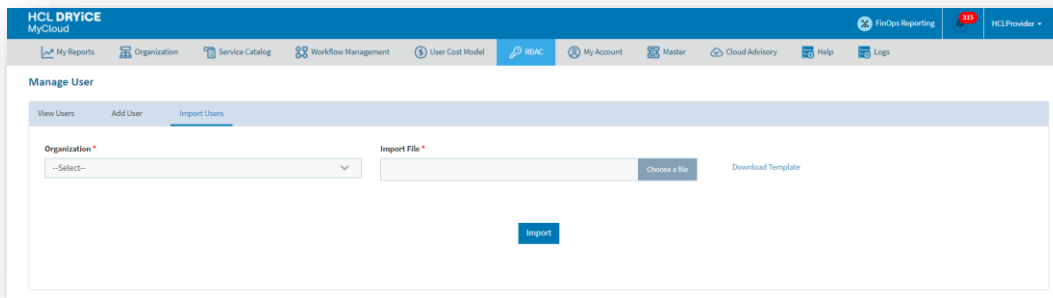 HCL DRYiCE
MyCloud
FinOps Reporting
315
HCLProvider
My Reports
Organization
Service Catalog
Workflow Management
User Cost Model
RBAC
My Account
Master
Cloud Advisory
Help
Logs
Manage User
View Users
Add User
Import Users
Organization *
Import File *
--Select--
Choose a file
Download Template
Import